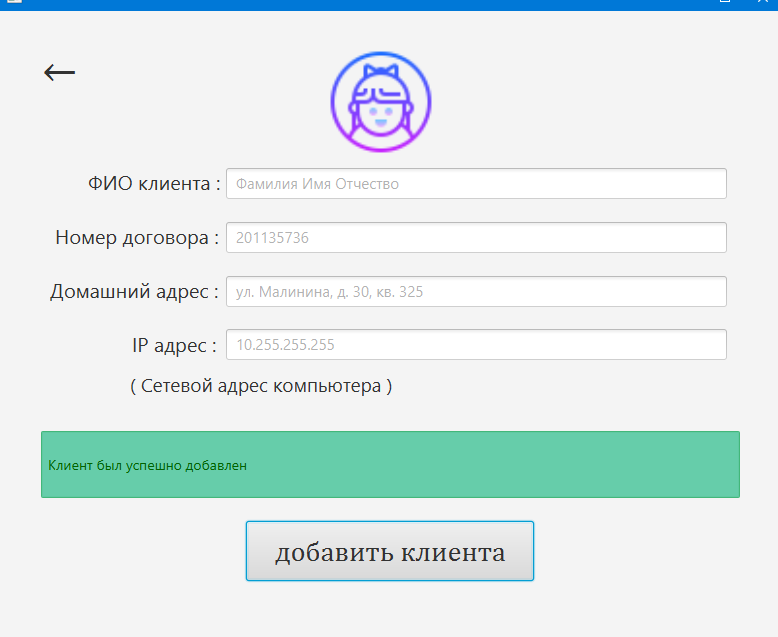 ФИО клиента :
Фамилия Имя Отчество
Номер договора :
201135736
Домашний адрес :
ул. Малинина, д. 30, кв. 325
IP адрес :
10.255.255.255
( Сетевой адрес компьютера )
Клиент был успешно добавлен
добавить клиента